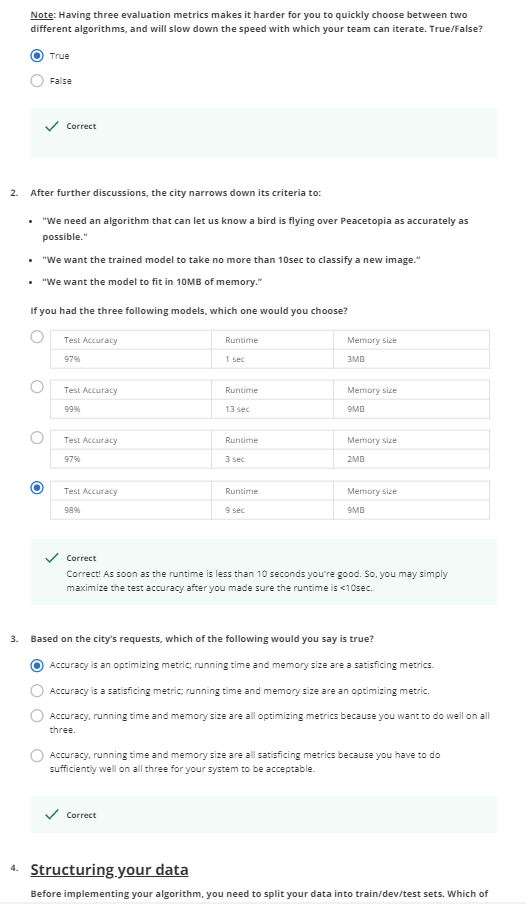 Note: Having three evaluation metrics makes it harder for you to quickly choose between two
different algorithms, and will slow down the speed with which your team can iterate. True/False?
True
False
Correct
2. After further discussions, the city narrows down its criteria to:
• "We need an algorithm that can let us know a bird is flying over Peacetopia as accurately as
possible."
• "We want the trained model to take no more than 10sec to classify a new image."
• "We want the model to fit in 10MB of memory."
If you had the three following models, which one would you choose?
Test Accuracy Runtime Memory size
97% 1 sec 3MB
Test Accuracy Runtime Memory size
99% 13 sec 9MB
Test Accuracy Runtime Memory size
97% 3 sec 2MB
Test Accuracy Runtime Memory size
98% 9 sec 9MB
Correct
Correct! As soon as the runtime is less than 10 seconds you're good. So, you may simply
maximize the test accuracy after you made sure the runtime is <10sec.
3. Based on the city's requests, which of the following would you say is true?
Accuracy is an optimizing metric; running time and memory size are a satisficing metrics.
Accuracy is a satisficing metric; running time and memory size are an optimizing metric.
Accuracy, running time and memory size are all optimizing metrics because you want to do well on all
three.
Accuracy, running time and memory size are all satisficing metrics because you have to do
sufficiently well on all three for your system to be acceptable.
Correct
4. Structuring your data
Before implementing your algorithm, you need to split your data into train/dev/test sets. Which of